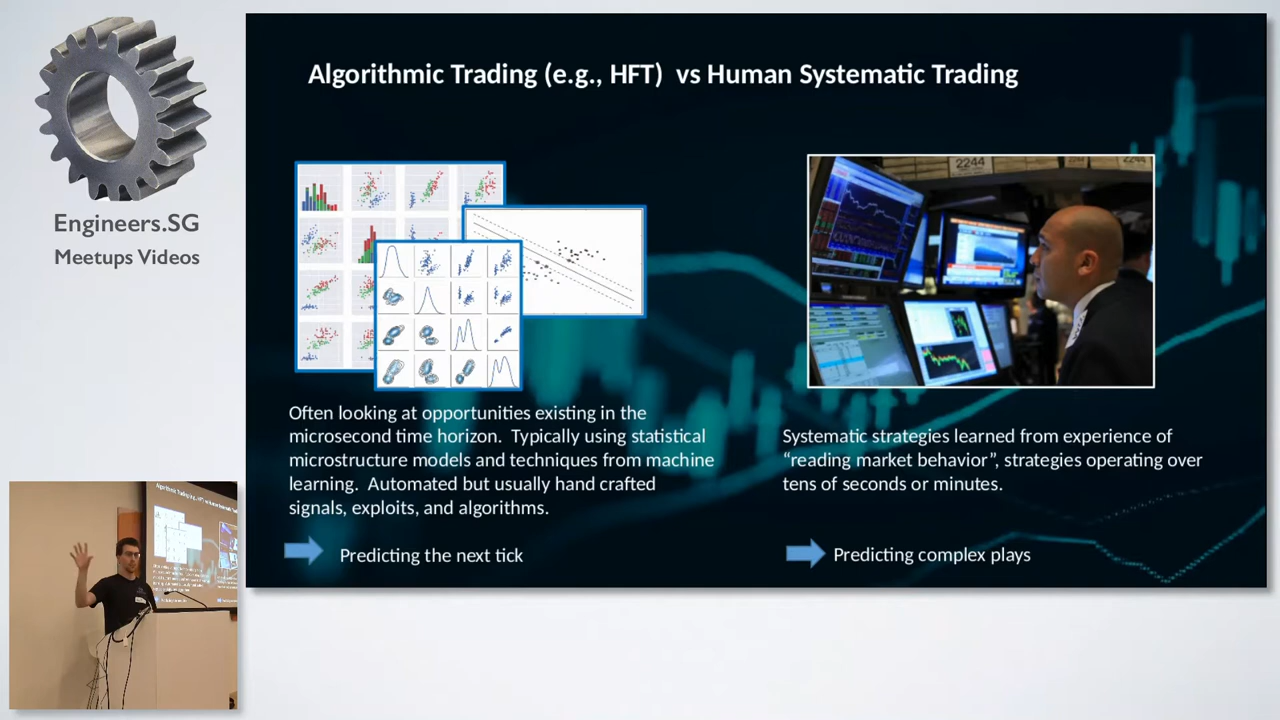 Engineers.SG
Meetups Videos
Algorithmic Trading (e.g., HFT)  vs Human Systematic Trading
2244
2244
Often looking at opportunities existing in the
microsecond time horizon.  Typically using statistical
microstructure models and techniques from machine
learning.  Automated but usually hand crafted
signals, exploits, and algorithms.
Predicting the next tick
Systematic strategies learned from experience of
“reading market behavior”, strategies operating over
tens of seconds or minutes.
Predicting complex plays